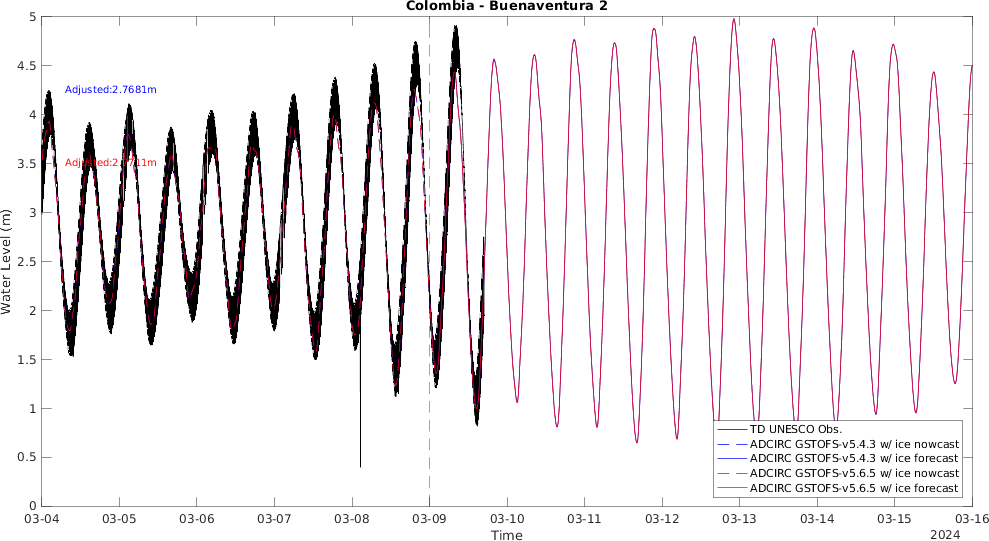 Colombia - Buenaventura 2
Water Level (m)
5
4.5
4
3.5
3
2.5
2
1.5
1
0.5
0
Adjusted:2.7681m
TD UNESCO Obs.
ADCIRC GSTOFS-v5.4.3 w/ ice nowcast
ADCIRC GSTOFS-v5.4.3 w/ ice forecast
ADCIRC GSTOFS-v5.6.5 w/ ice nowcast
ADCIRC GSTOFS-v5.6.5 w/ ice forecast
03-04 03-05 03-06 03-07 03-08 03-09 03-10 03-11 03-12 03-13 03-14 03-15 03-16
Time
2024